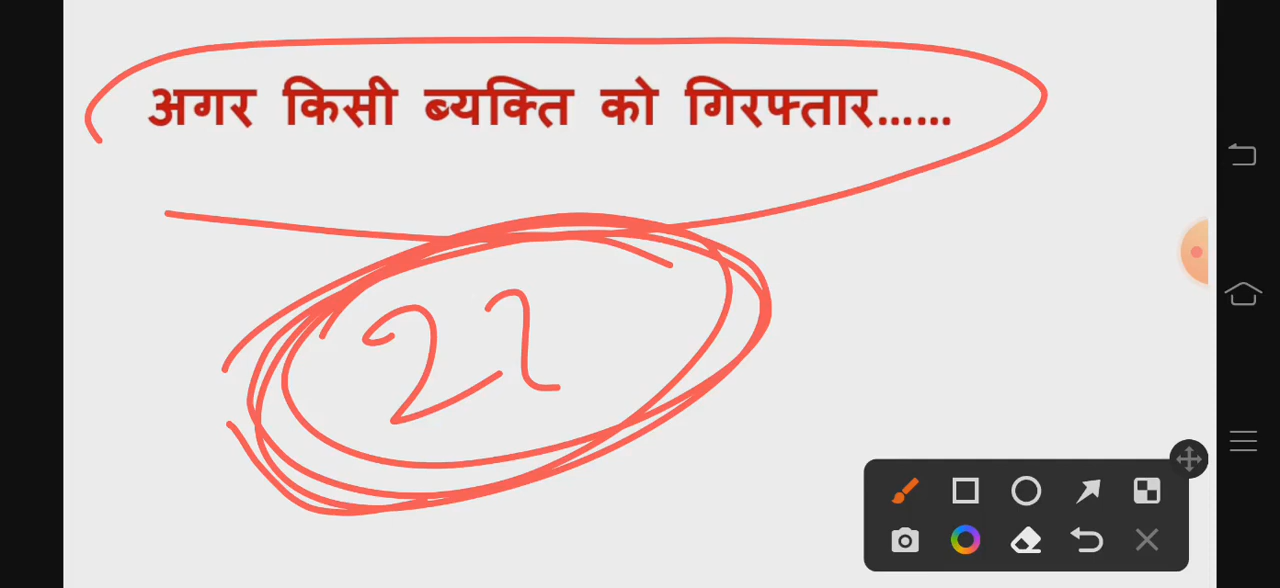 अगर किसी ब्यक्ति को गिरफ्तार......
22